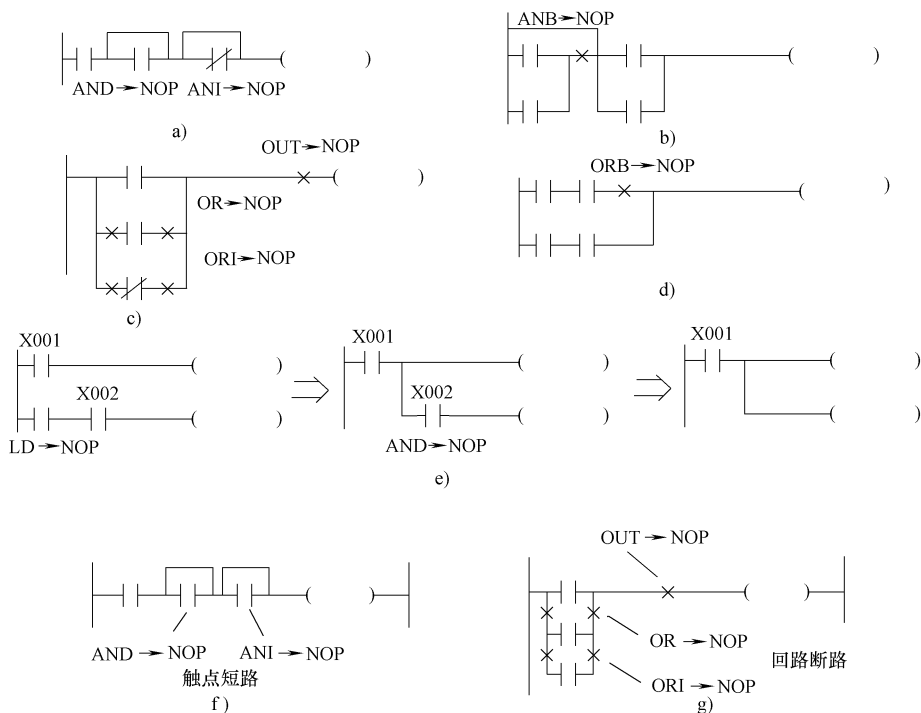 AND→NOP ANI→NOP
a)
ANB→NOP
b)
OUT→NOP
OR→NOP
ORI→NOP
c)
ORB→NOP
d)
X001
X002
LD→NOP
X001
X002
AND→NOP
X001
e)
AND→NOP ANI→NOP
触点短路
f)
OUT→NOP
OR→NOP
ORI→NOP
回路断路
g)